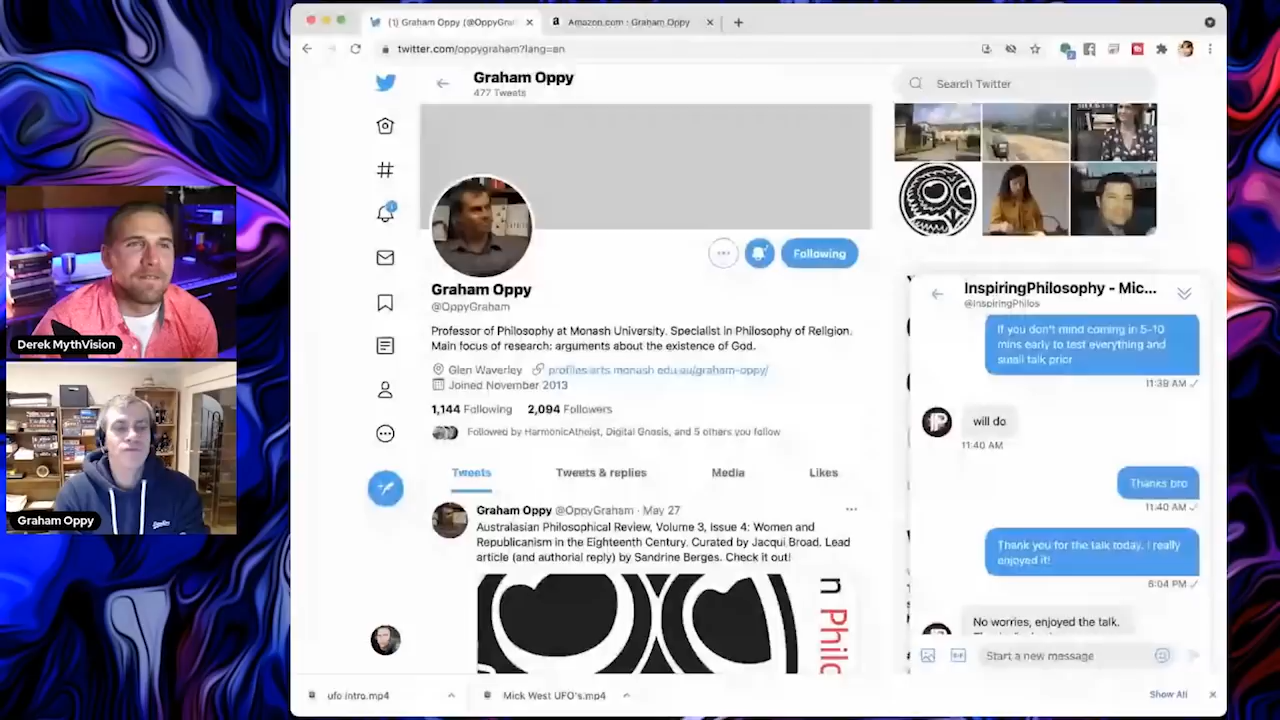 (1) Graham Oppy (@OppyGra
Amazon.com : Graham Oppy
twitter.com/oppygraham?lang=en
Graham Oppy
477 Tweets
Search Twitter
Following
Graham Oppy
@OppyGraham
Professor of Philosophy at Monash University. Specialist in Philosophy of Religion.
Main focus of research: arguments about the existence of God.
Glen Waverley
profiles.arts.monash.edu.au/graham-oppy/
Joined November 2013
1,144 Following 2,094 Followers
Followed by HarmonicAtheist, Digital Gnosis, and 5 others you follow
Tweets Tweets & replies Media Likes
Graham Oppy @OppyGraham · May 27
Australasian Philosophical Review, Volume 3, Issue 4: Women and
Republicanism in the Eighteenth Century. Curated by Jacqui Broad. Lead
article (and authorial reply) by Sandrine Berges. Check it out!
n Philo
InspiringPhilosophy - Mic...
@InspiringPhilos
If you don't mind coming in 5-10
mins early to test everything and
small talk prior
11:39 AM
will do
11:40 AM
Thanks bro
11:40 AM
Thank you for the talk today. I really
enjoyed it!
6:04 PM
No worries, enjoyed the talk.
Start a new message
ufo intro.mp4
Mick West UFO's.mp4
Show All
Derek MythVision
Graham Oppy